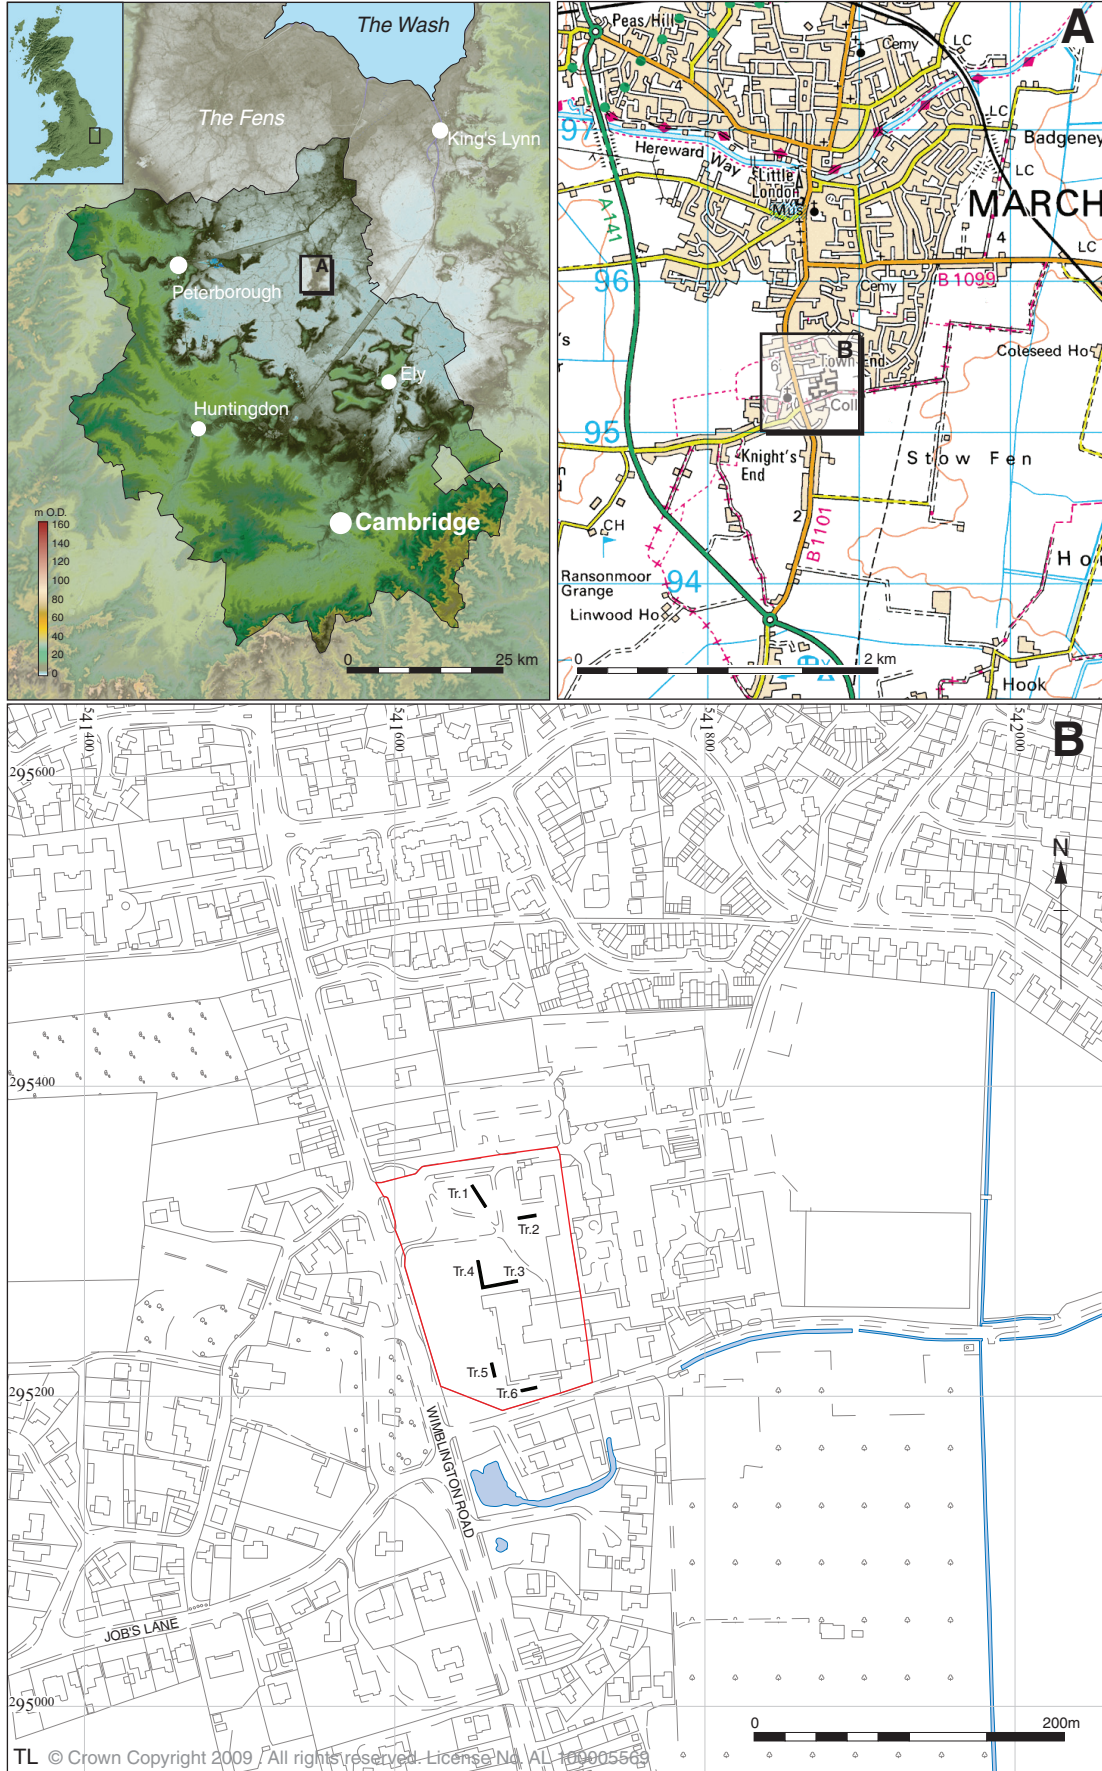 The Wash
The Fens
King's Lynn
A
Peterborough
Ely
Huntingdon
Cambridge
m O.D.
160
140
120
100
80
60
40
20
0
0 25 km
A
Peas Hill
Cemy
LC
4
97
LC
Badgeney
Hereward Way
LC
Little
London
Mus
MARCH
A 141
4
LC
96
B 1099
Cemy
's
B
Town End
6
Coleseed Ho
Coll
95
Knight's
End
Stow Fen
2
B 1101
CH
Ransonmoor
Grange
94
Linwood Ho
Hook
0 2 km
B
541400
541600
541800
542000
295600
N
295400
Tr.1
Tr.2
Tr.4
Tr.3
Tr.5
Tr.6
295200
WIMBLINGTON ROAD
JOB'S LANE
295000
0 200m
TL © Crown Copyright 2009 . All rights reserved. License No. AL 100005569